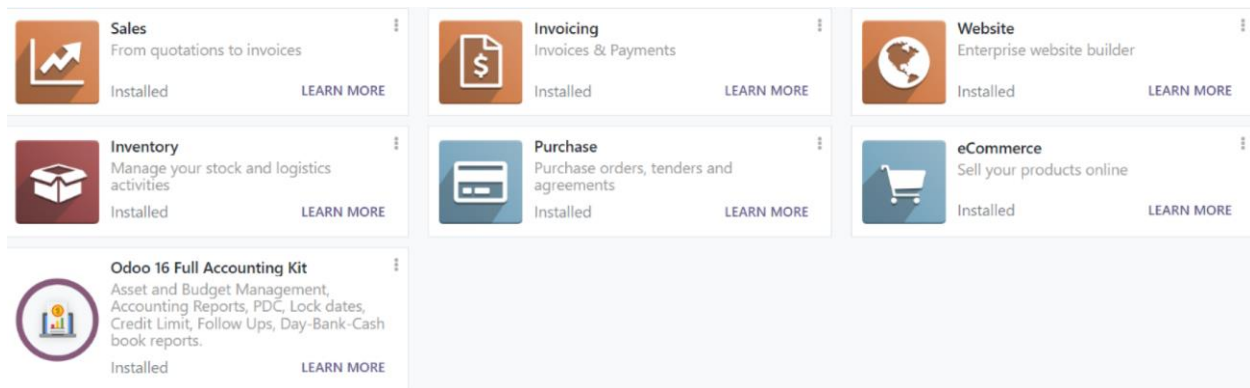 Sales
From quotations to invoices
Installed
LEARN MORE
Invoicing
Invoices & Payments
Installed
LEARN MORE
Website
Enterprise website builder
Installed
LEARN MORE
Inventory
Manage your stock and logistics
activities
Installed
LEARN MORE
Purchase
Purchase orders, tenders and
agreements
Installed
LEARN MORE
eCommerce
Sell your products online
Installed
LEARN MORE
Odoo 16 Full Accounting Kit
Asset and Budget Management,
Accounting Reports, PDC, Lock dates,
Credit Limit, Follow Ups, Day-Bank-Cash
book reports.
Installed
LEARN MORE